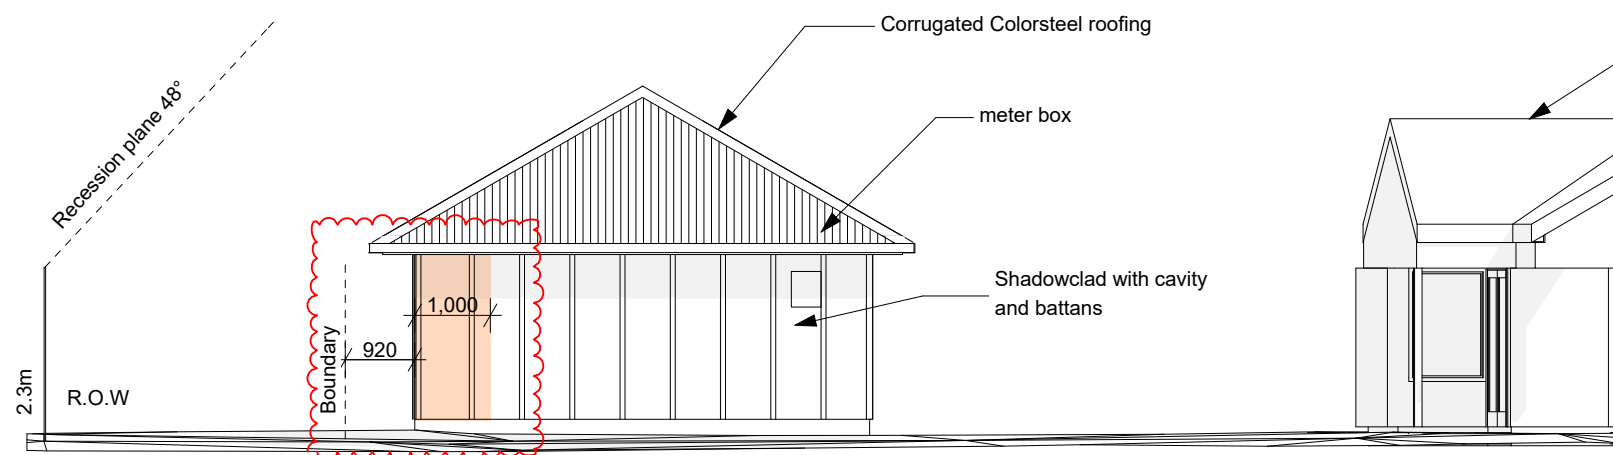 Corrugated Colorsteel roofing
Recession plane 48°
meter box
Shadowclad with cavity
and battans
1,000
920
Boundary
2.3m
R.O.W